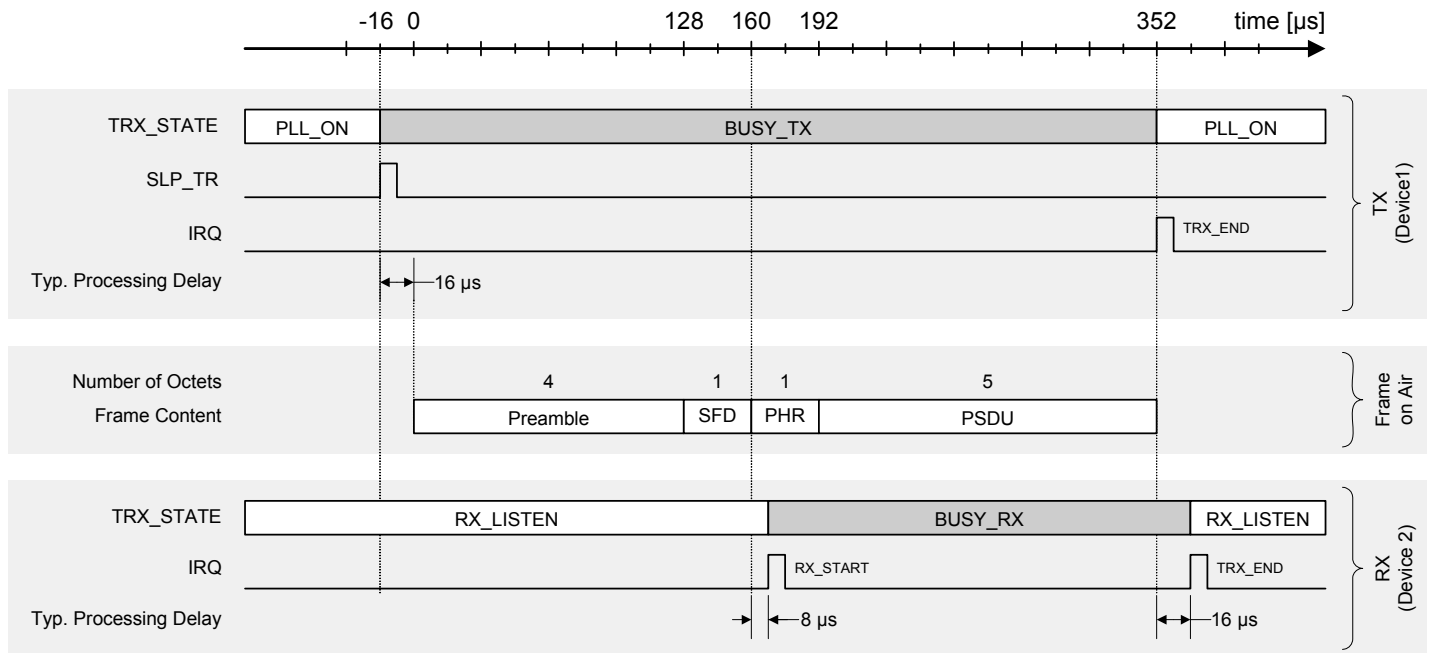 -16 0 128 160 192 352 time [µs]
TRX_STATE PLL_ON BUSY_TX PLL_ON
SLP_TR
IRQ TRX_END
Typ. Processing Delay 16 µs
TX
(Device1)
Number of Octets 4 1 1 5
Frame Content Preamble SFD PHR PSDU
Frame
on Air
TRX_STATE RX_LISTEN BUSY_RX RX_LISTEN
IRQ RX_START TRX_END
Typ. Processing Delay 8 µs 16 µs
RX
(Device 2)